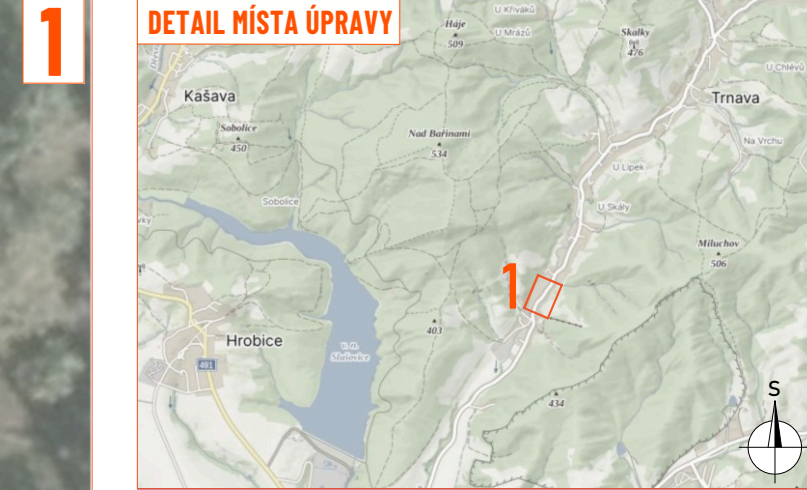 1
DETAIL MÍSTA ÚPRAVY
U Křiváků
U Mrázů
Háje
509
Skalky
476
U Chlévů
Kašava
Trnava
Sobolice
450
Nad Bařinami
534
Na Vrchu
U Lípek
Sobolice
U Skály
Miluchov
506
1
403
Hrobice
v. n.
Slušovice
491
434
S